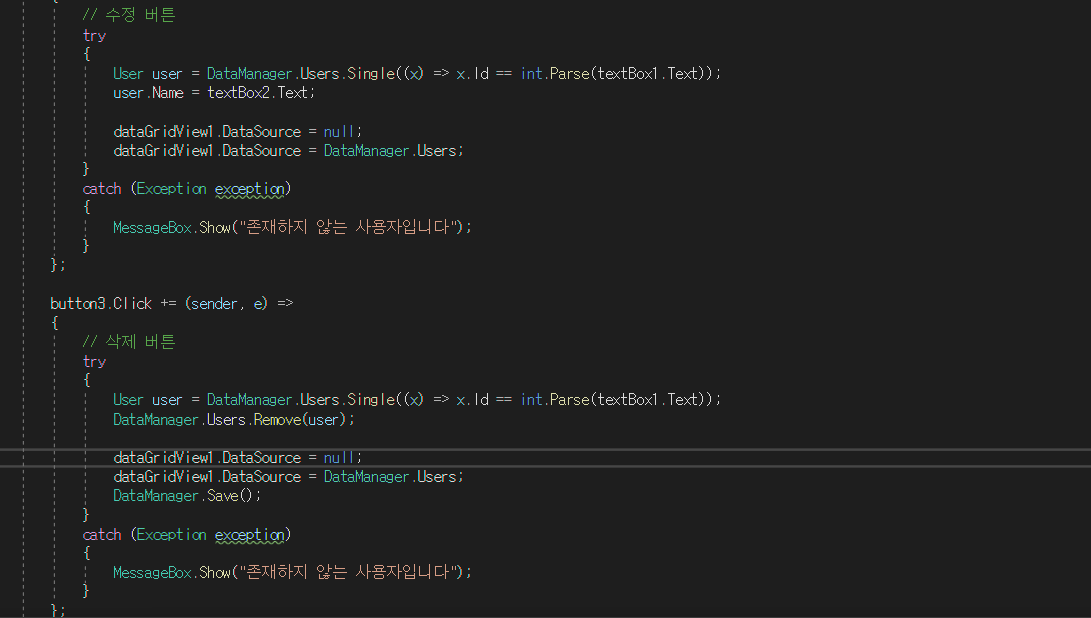 {
// 수정 버튼
try
{
User user = DataManager.Users.Single((x) => x.Id == int.Parse(textBox1.Text));
user.Name = textBox2.Text;
dataGridView1.DataSource = null;
dataGridView1.DataSource = DataManager.Users;
}
catch (Exception exception)
{
MessageBox.Show("존재하지 않는 사용자입니다");
}
};
button3.Click += (sender, e) =>
{
// 삭제 버튼
try
{
User user = DataManager.Users.Single((x) => x.Id == int.Parse(textBox1.Text));
DataManager.Users.Remove(user);
dataGridView1.DataSource = null;
dataGridView1.DataSource = DataManager.Users;
DataManager.Save();
}
catch (Exception exception)
{
MessageBox.Show("존재하지 않는 사용자입니다");
}
};